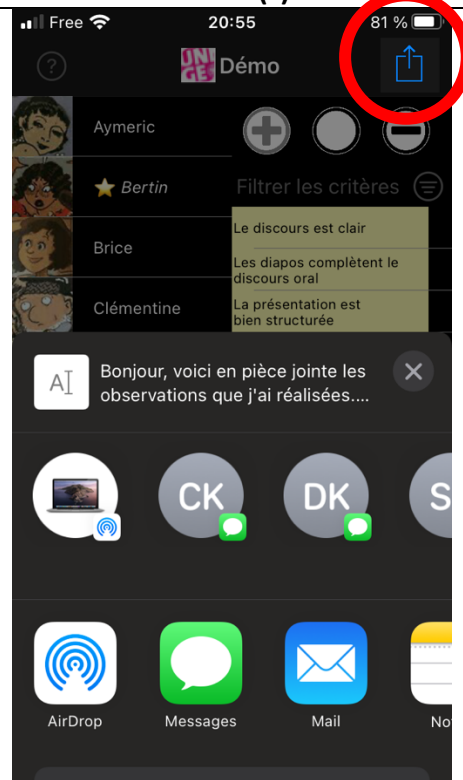 Free 20:55 81 %
? UNIGE Démo
Aymeric
Bertin Filtrer les critères
Brice
Clémentine
Le discours est clair
Les diapos complètent le
discours oral
La présentation est
bien structurée
A Bonjour, voici en pièce jointe les
observations que j'ai réalisées....
CK DK S
AirDrop Messages Mail No